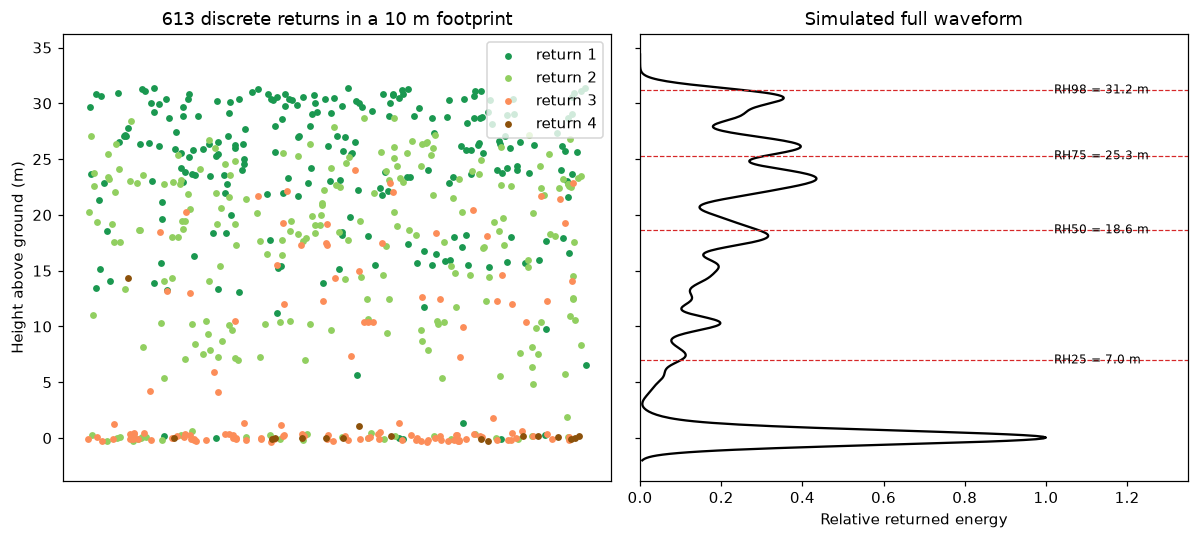 613 discrete returns in a 10 m footprint
return 1
return 2
return 3
return 4
35
30
25
20
15
10
5
0
Height above ground (m)
Simulated full waveform
RH98 = 31.2 m
RH75 = 25.3 m
RH50 = 18.6 m
RH25 = 7.0 m
0.0 0.2 0.4 0.6 0.8 1.0 1.2
Relative returned energy